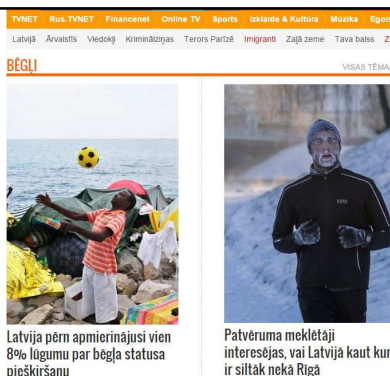 TVNET Rus.TVNET Financenet Online TV Sports Izklaide & Kultūra Mūzika
Latvijā Ārvalstīs Viedokļi Kriminālziņas Terors Parīzē Imigranti Zaļā zeme Tava balss
BĒGĻI
VISAS TĒMAS
Latvija pērn apmierinājusi vien
8% lūgumu par bēgļa statusa
piešķiršanu
Patvēruma meklētāji
interesējas, vai Latvijā kaut kur
ir siltāk nekā Rīgā